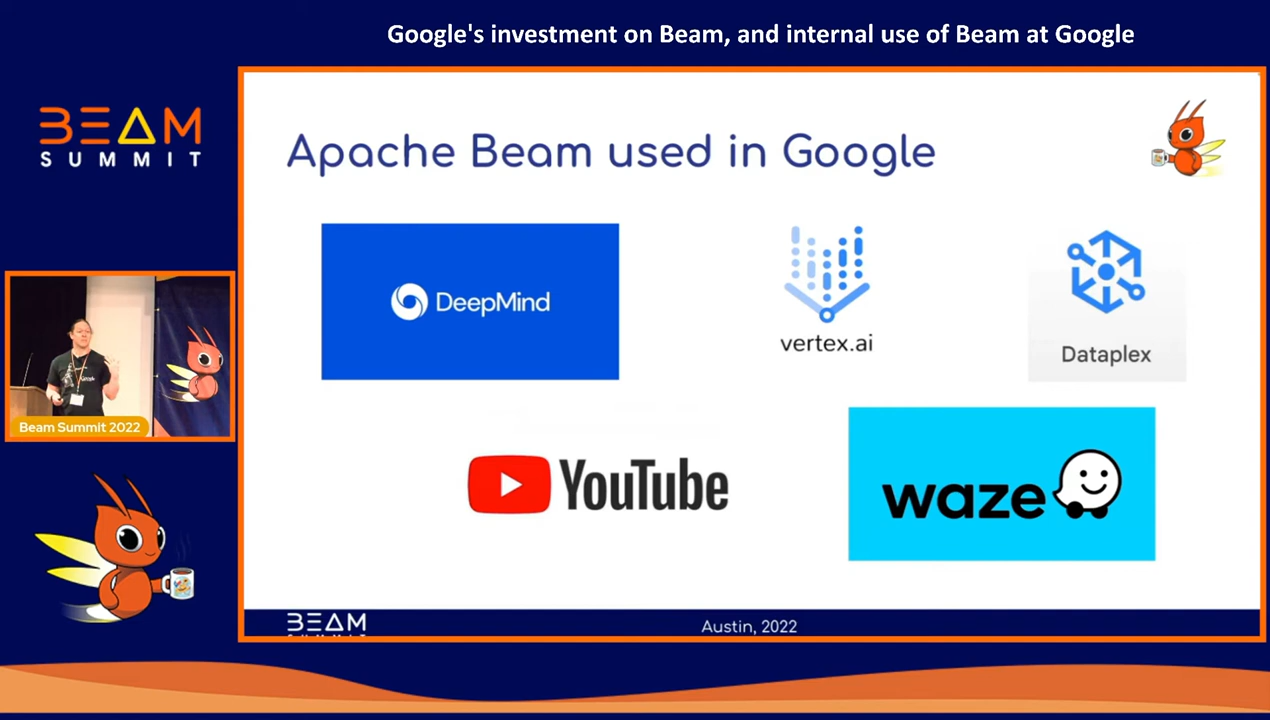 Google's investment on Beam, and internal use of Beam at Google
BEAM
SUMMIT
Apache Beam used in Google
DeepMind
vertex.ai
Dataplex
Beam Summit 2022
YouTube
waze
BEAM
Austin, 2022